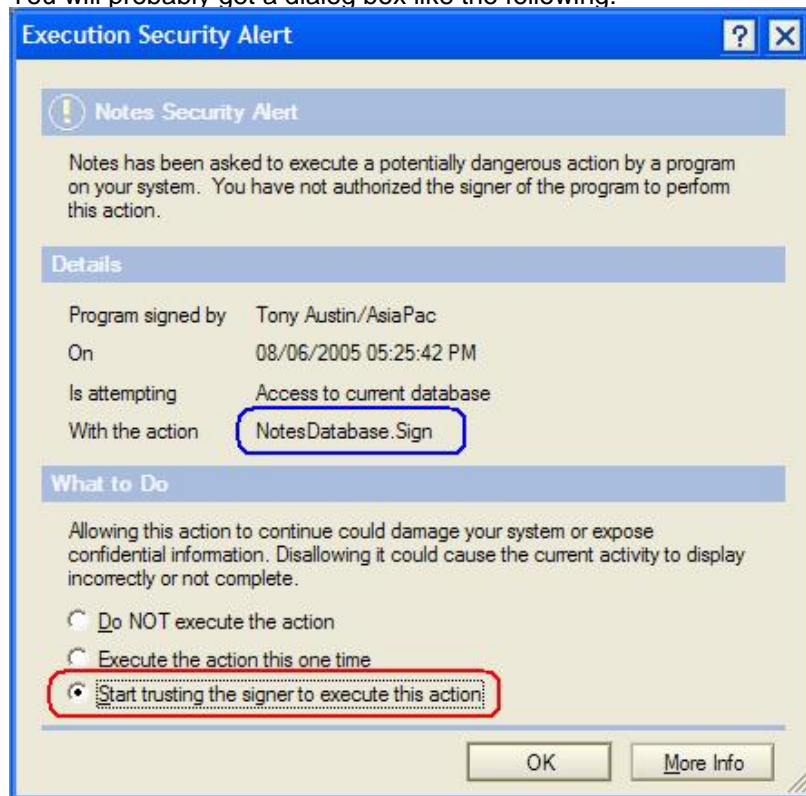 You will probably get a dialog box like the following:
Execution Security Alert
Notes Security Alert
Notes has been asked to execute a potentially dangerous action by a program
on your system. You have not authorized the signer of the program to perform
this action.
Details
Program signed by Tony Austin/AsiaPac
On 08/06/2005 05:25:42 PM
Is attempting Access to current database
With the action NotesDatabase.Sign
What to Do
Allowing this action to continue could damage your system or expose
confidential information. Disallowing it could cause the current activity to display
incorrectly or not complete.
Do NOT execute the action
Execute the action this one time
Start trusting the signer to execute this action
OK More Info